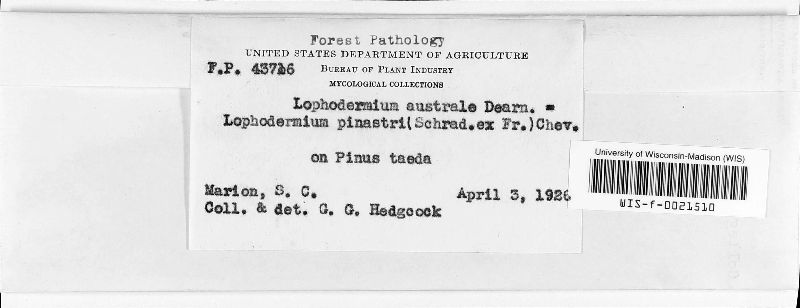 Forest Pathology
UNITED STATES DEPARTMENT OF AGRICULTURE
F.P. 43716 BUREAU OF PLANT INDUSTRY
MYCOLOGICAL COLLECTIONS
Lophodermium australe Dearn. =
Lophodermium pinastri(Schrad.ex Fr.)Chev.
on Pinus taeda
Marion, S. C. April 3, 1926
Coll. & det. G. G. Hedgcock
University of Wisconsin-Madison (WIS)
WIS-f-0021510